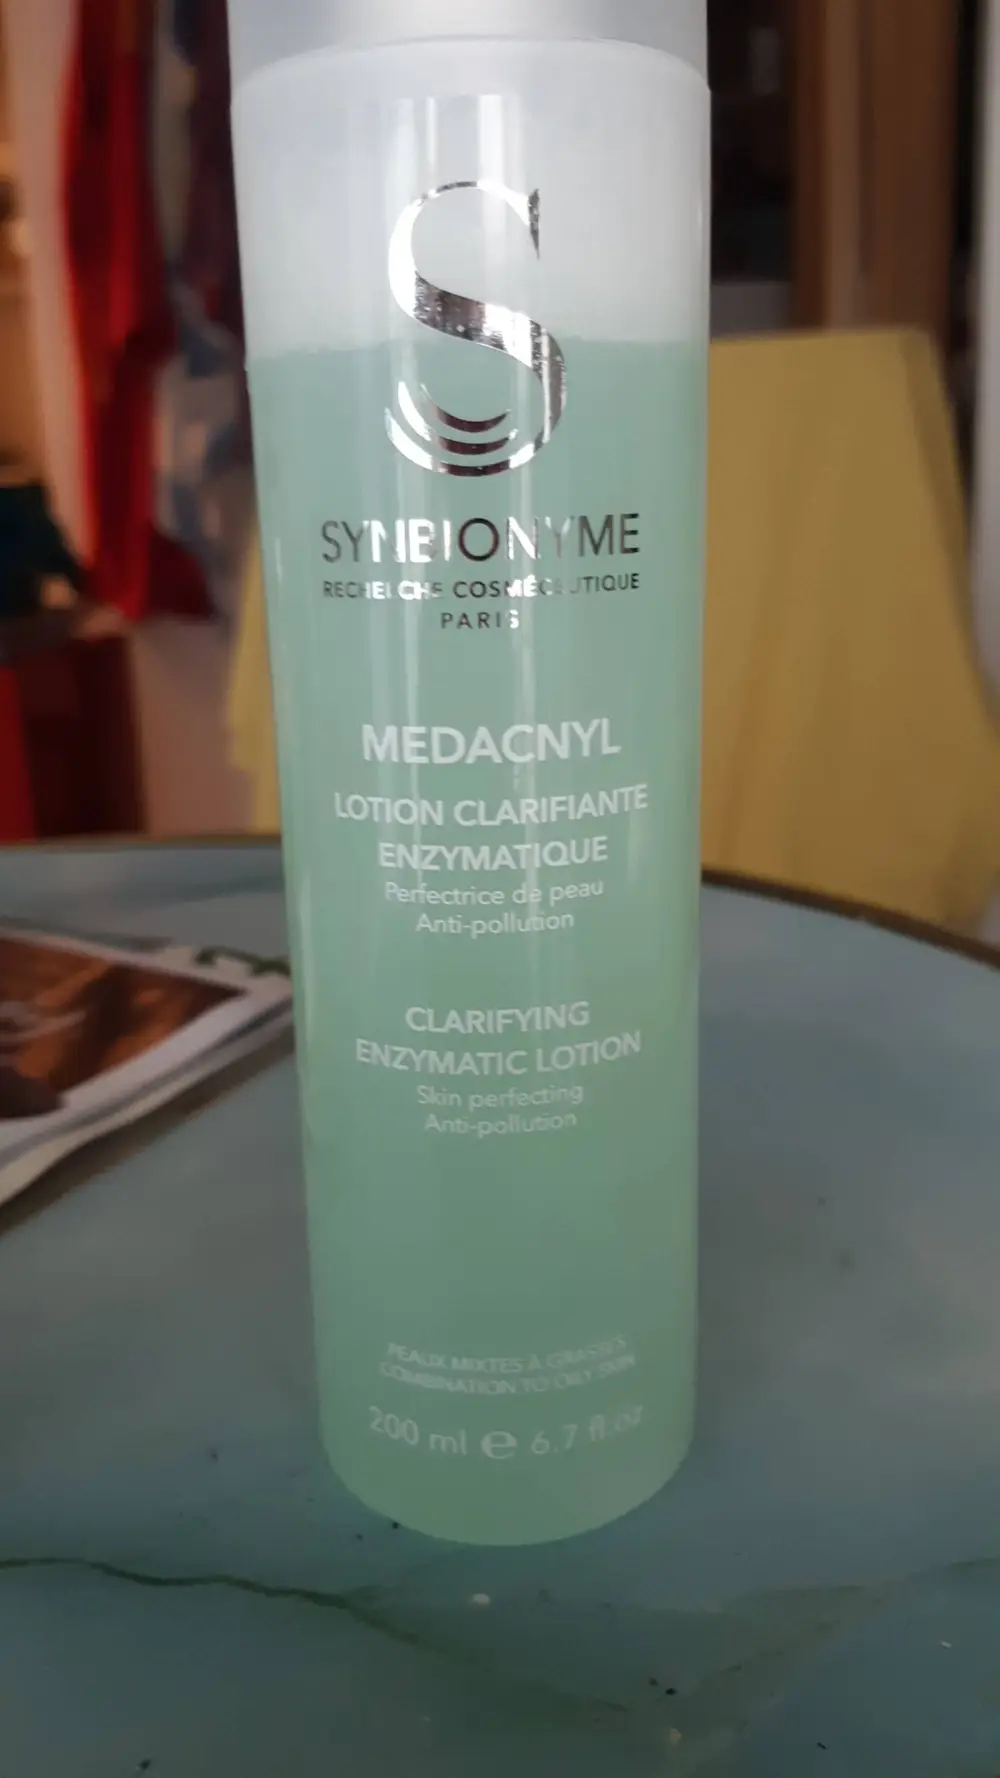 S
SYNBIONYME
RECHERCHE COSMÉCEUTIQUE
PARIS
MEDACNYL
LOTION CLARIFIANTE
ENZYMATIQUE
Perfectrice de peau
Anti-pollution
CLARIFYING
ENZYMATIC LOTION
Skin perfecting
Anti-pollution
PEAUX MIXTES À GRASSES
COMBINATION TO OILY SKIN
200 ml e 6.7 fl.oz